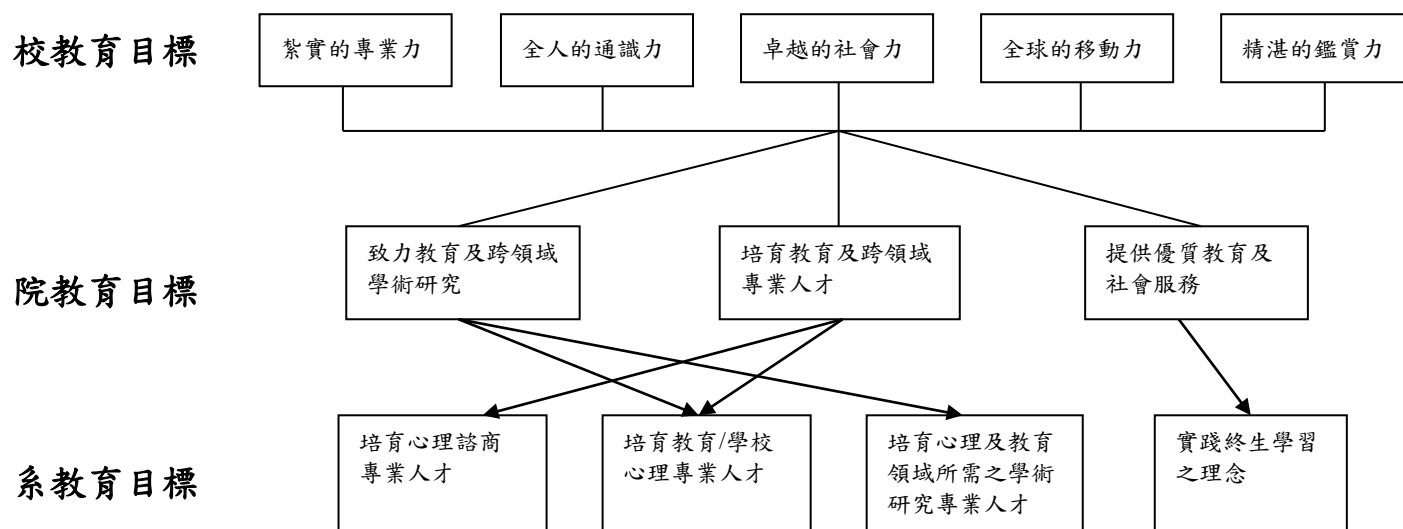 校教育目標
紮實的專業力
全人的通識力
卓越的社會力
全球的移動力
精湛的鑑賞力
院教育目標
致力教育及跨領域
學術研究
培育教育及跨領域
專業人才
提供優質教育及
社會服務
系教育目標
培育心理諮商
專業人才
培育教育/學校
心理專業人才
培育心理及教育
領域所需之學術
研究專業人才
實踐終生學習
之理念